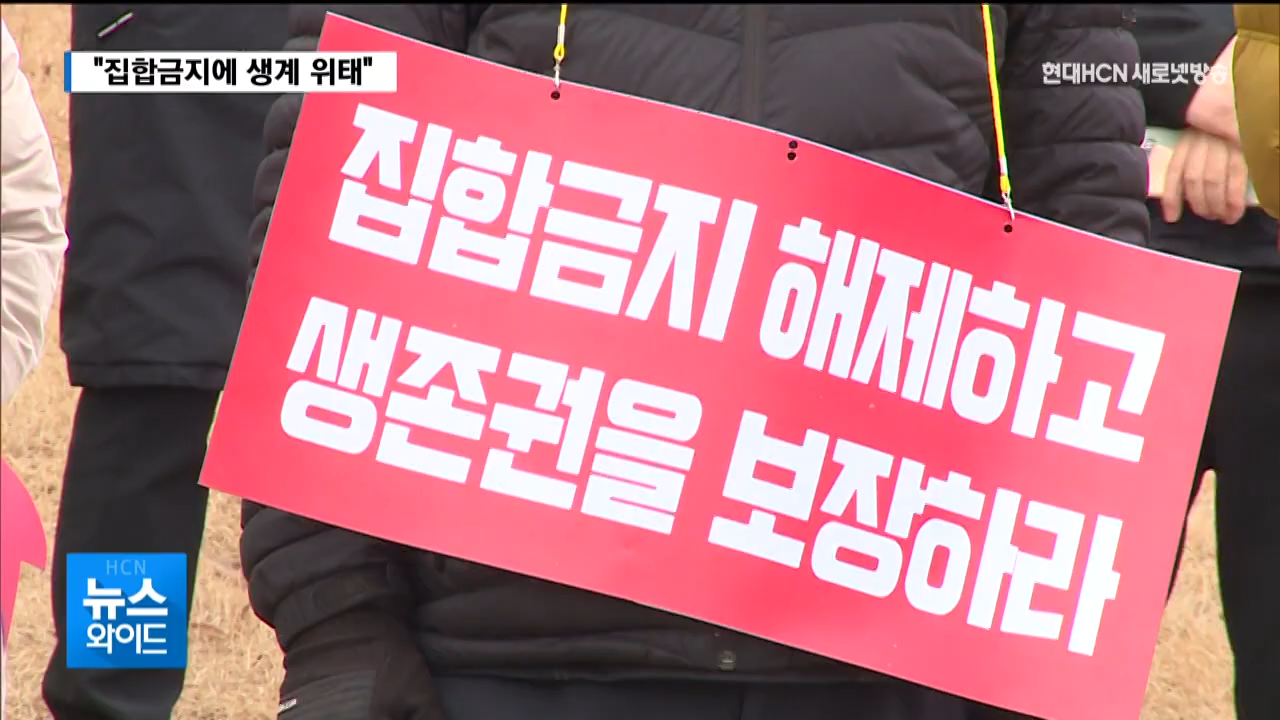 "집합금지에 생계 위태"
현대HCN 새로넷방송
집합금지 해제하고
생존권을 보장하라
HCN
뉴스
와이드